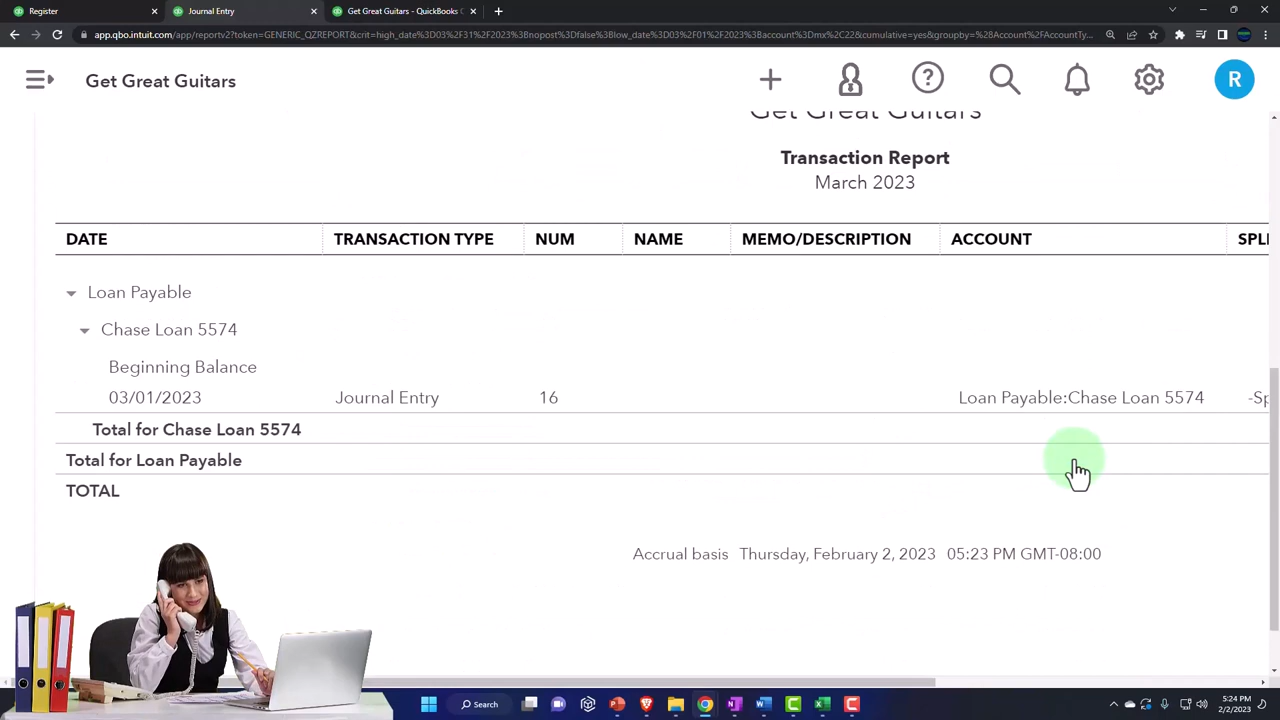 Register
Journal Entry
Get Great Guitars - QuickBooks
app.qbo.intuit.com/app/reportv2?token=GENERIC_QZREPORT&crit=high_date%3D03%2F31%2F2023%3Bnopost%3Dfalse%3Blow_date%3D03%2F01%2F2023%3Baccount%3Dmx%3C22%3Bcumulative=yes&groupby=%28Account%2FAccountTy...
Get Great Guitars
R
Get Great Guitars
Transaction Report
March 2023
DATE TRANSACTION TYPE NUM NAME MEMO/DESCRIPTION ACCOUNT SPLI
Loan Payable
Chase Loan 5574
Beginning Balance
03/01/2023 Journal Entry 16 Loan Payable:Chase Loan 5574 -Sp
Total for Chase Loan 5574
Total for Loan Payable
TOTAL
Accrual basis Thursday, February 2, 2023 05:23 PM GMT-08:00
Search
5:24 PM
2/2/2023